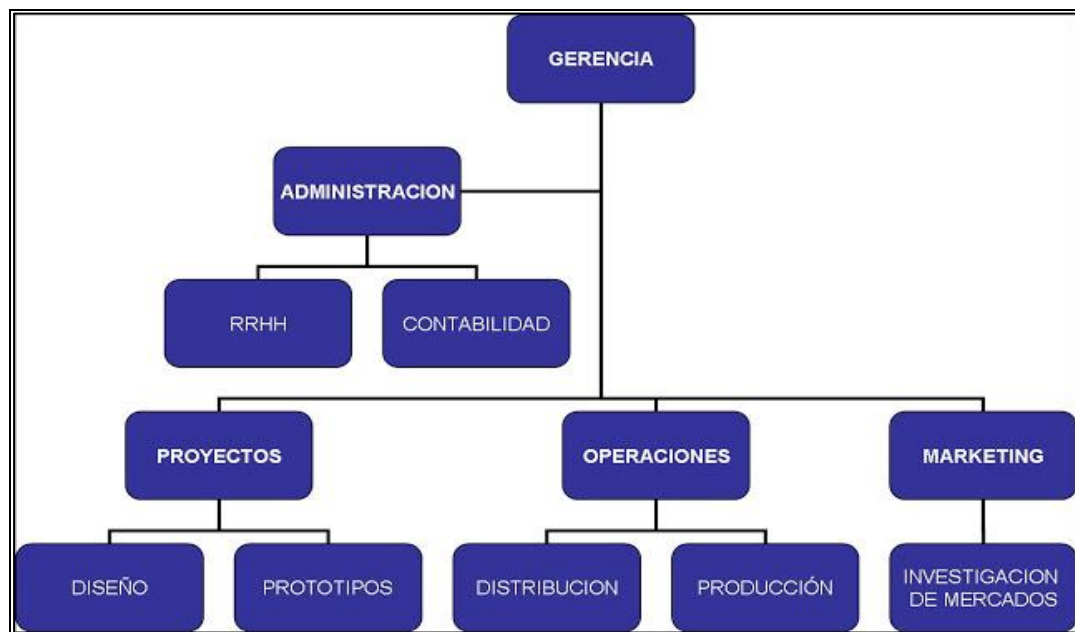 GERENCIA
ADMINISTRACION
RRHH
CONTABILIDAD
PROYECTOS
OPERACIONES
MARKETING
DISEÑO
PROTOTIPOS
DISTRIBUCION
PRODUCCIÓN
INVESTIGACION
DE MERCADOS